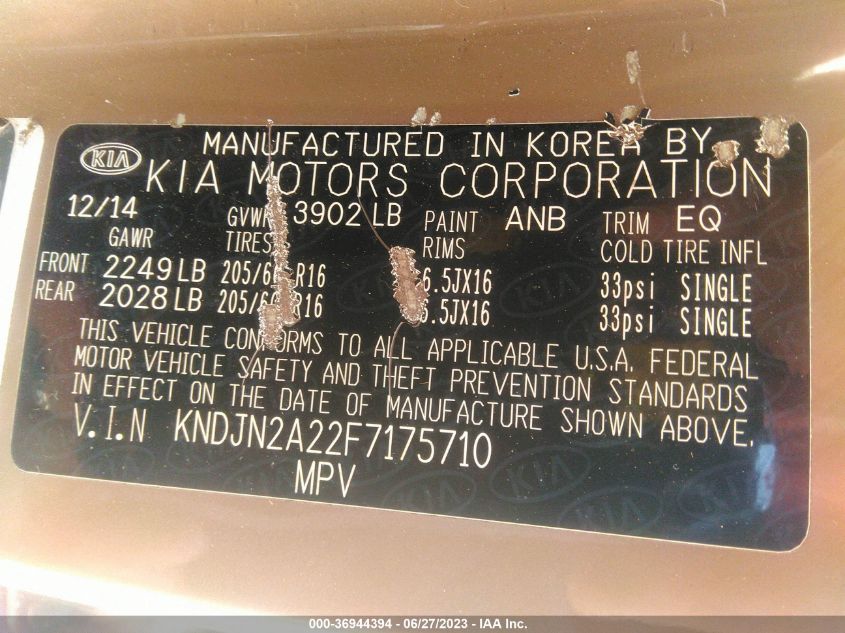 KIA
MANUFACTURED IN KOREA BY
KIA MOTORS CORPORATION
12/14 GVWR 3902 LB PAINT ANB TRIM EQ
GAWR TIRES RIMS COLD TIRE INFL
FRONT 2249 LB 33psi SINGLE
REAR 2028 LB 33psi SINGLE
THIS VEHICLE CONFORMS TO ALL APPLICABLE U.S.A. FEDERAL
MOTOR VEHICLE SAFETY AND THEFT PREVENTION STANDARDS
IN EFFECT ON THE DATE OF MANUFACTURE SHOWN ABOVE.
V.I.N KNDJN2A22F7175710
MPV
000-36944394 - 06/27/2023 - IAA Inc.